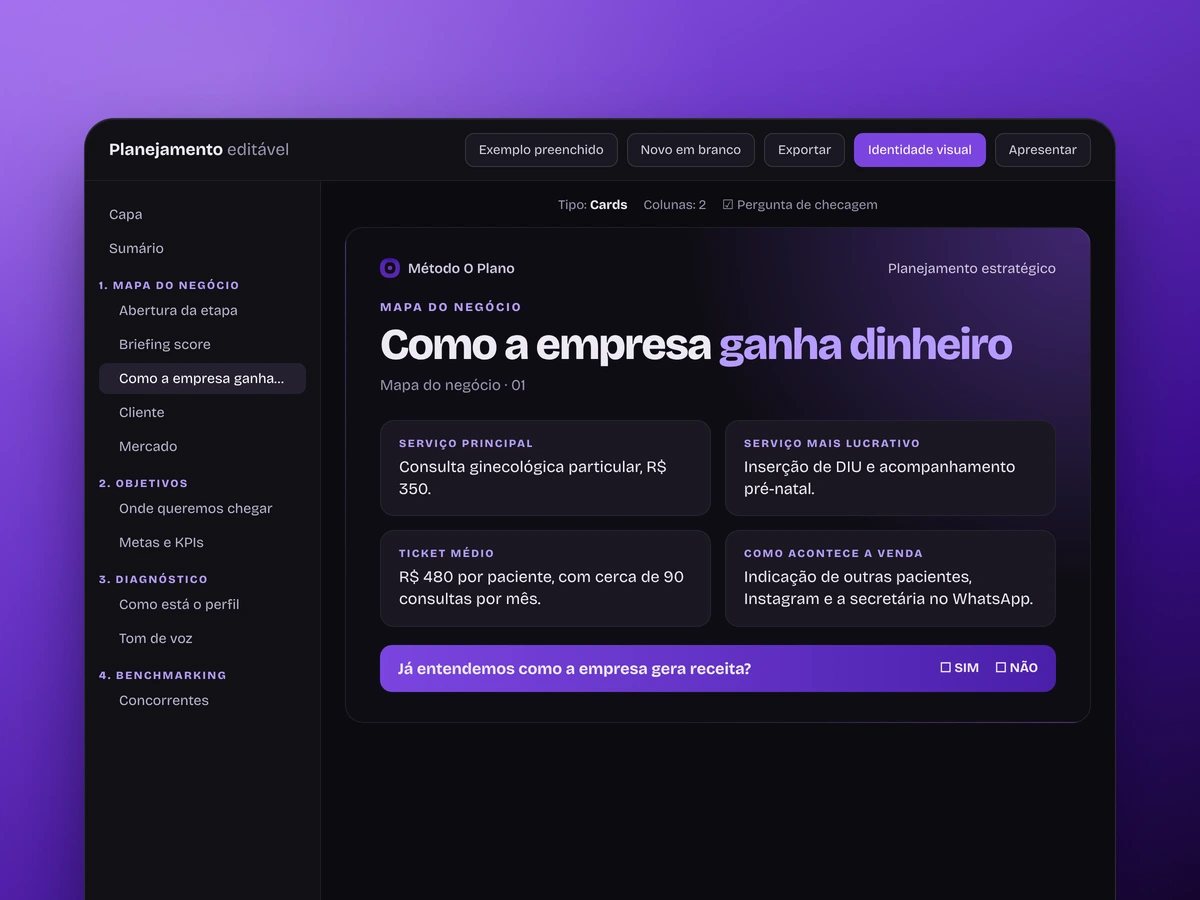 Planejamento editável
Exemplo preenchido
Novo em branco
Exportar
Identidade visual
Apresentar
Capa
Sumário
1. MAPA DO NEGÓCIO
Abertura da etapa
Briefing score
Como a empresa ganha...
Cliente
Mercado
2. OBJETIVOS
Onde queremos chegar
Metas e KPIs
3. DIAGNÓSTICO
Como está o perfil
Tom de voz
4. BENCHMARKING
Concorrentes
Tipo: Cards Colunas: 2 ☑ Pergunta de checagem
Método O Plano
Planejamento estratégico
MAPA DO NEGÓCIO
Como a empresa ganha dinheiro
Mapa do negócio · 01
SERVIÇO PRINCIPAL
Consulta ginecológica particular, R$
350.
SERVIÇO MAIS LUCRATIVO
Inserção de DIU e acompanhamento
pré-natal.
TICKET MÉDIO
R$ 480 por paciente, com cerca de 90
consultas por mês.
COMO ACONTECE A VENDA
Indicação de outras pacientes,
Instagram e a secretária no WhatsApp.
Já entendemos como a empresa gera receita?
☐ SIM ☐ NÃO